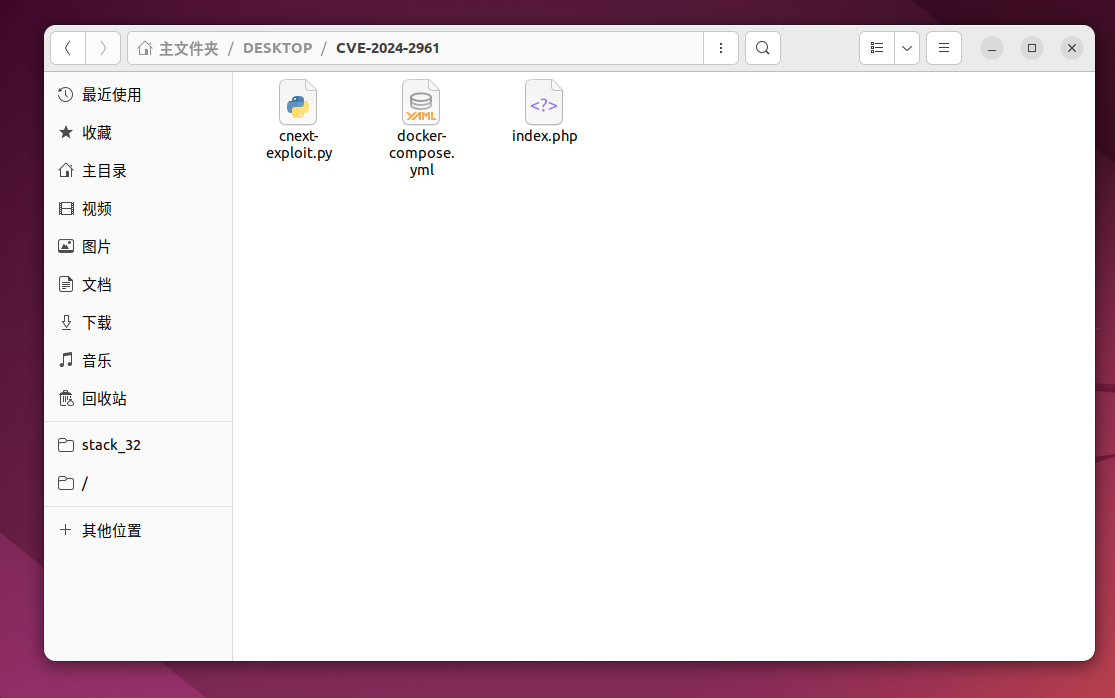 主文件夹 / DESKTOP / CVE-2024-2961
最近使用
收藏
主目录
视频
图片
文档
下载
音乐
回收站
stack_32
/
其他位置
cnext-
exploit.py
YAML
docker-
compose.
yml
<?>
index.php